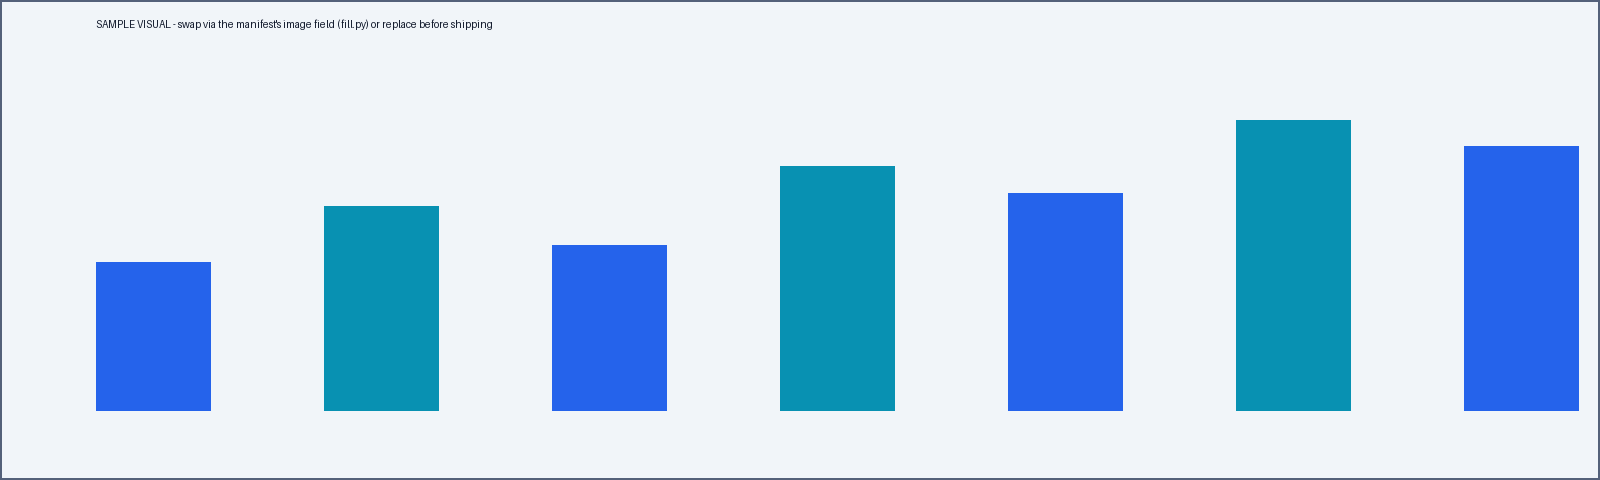 SAMPLE VISUAL - swap via the manifest's image field (fill.py) or replace before shipping